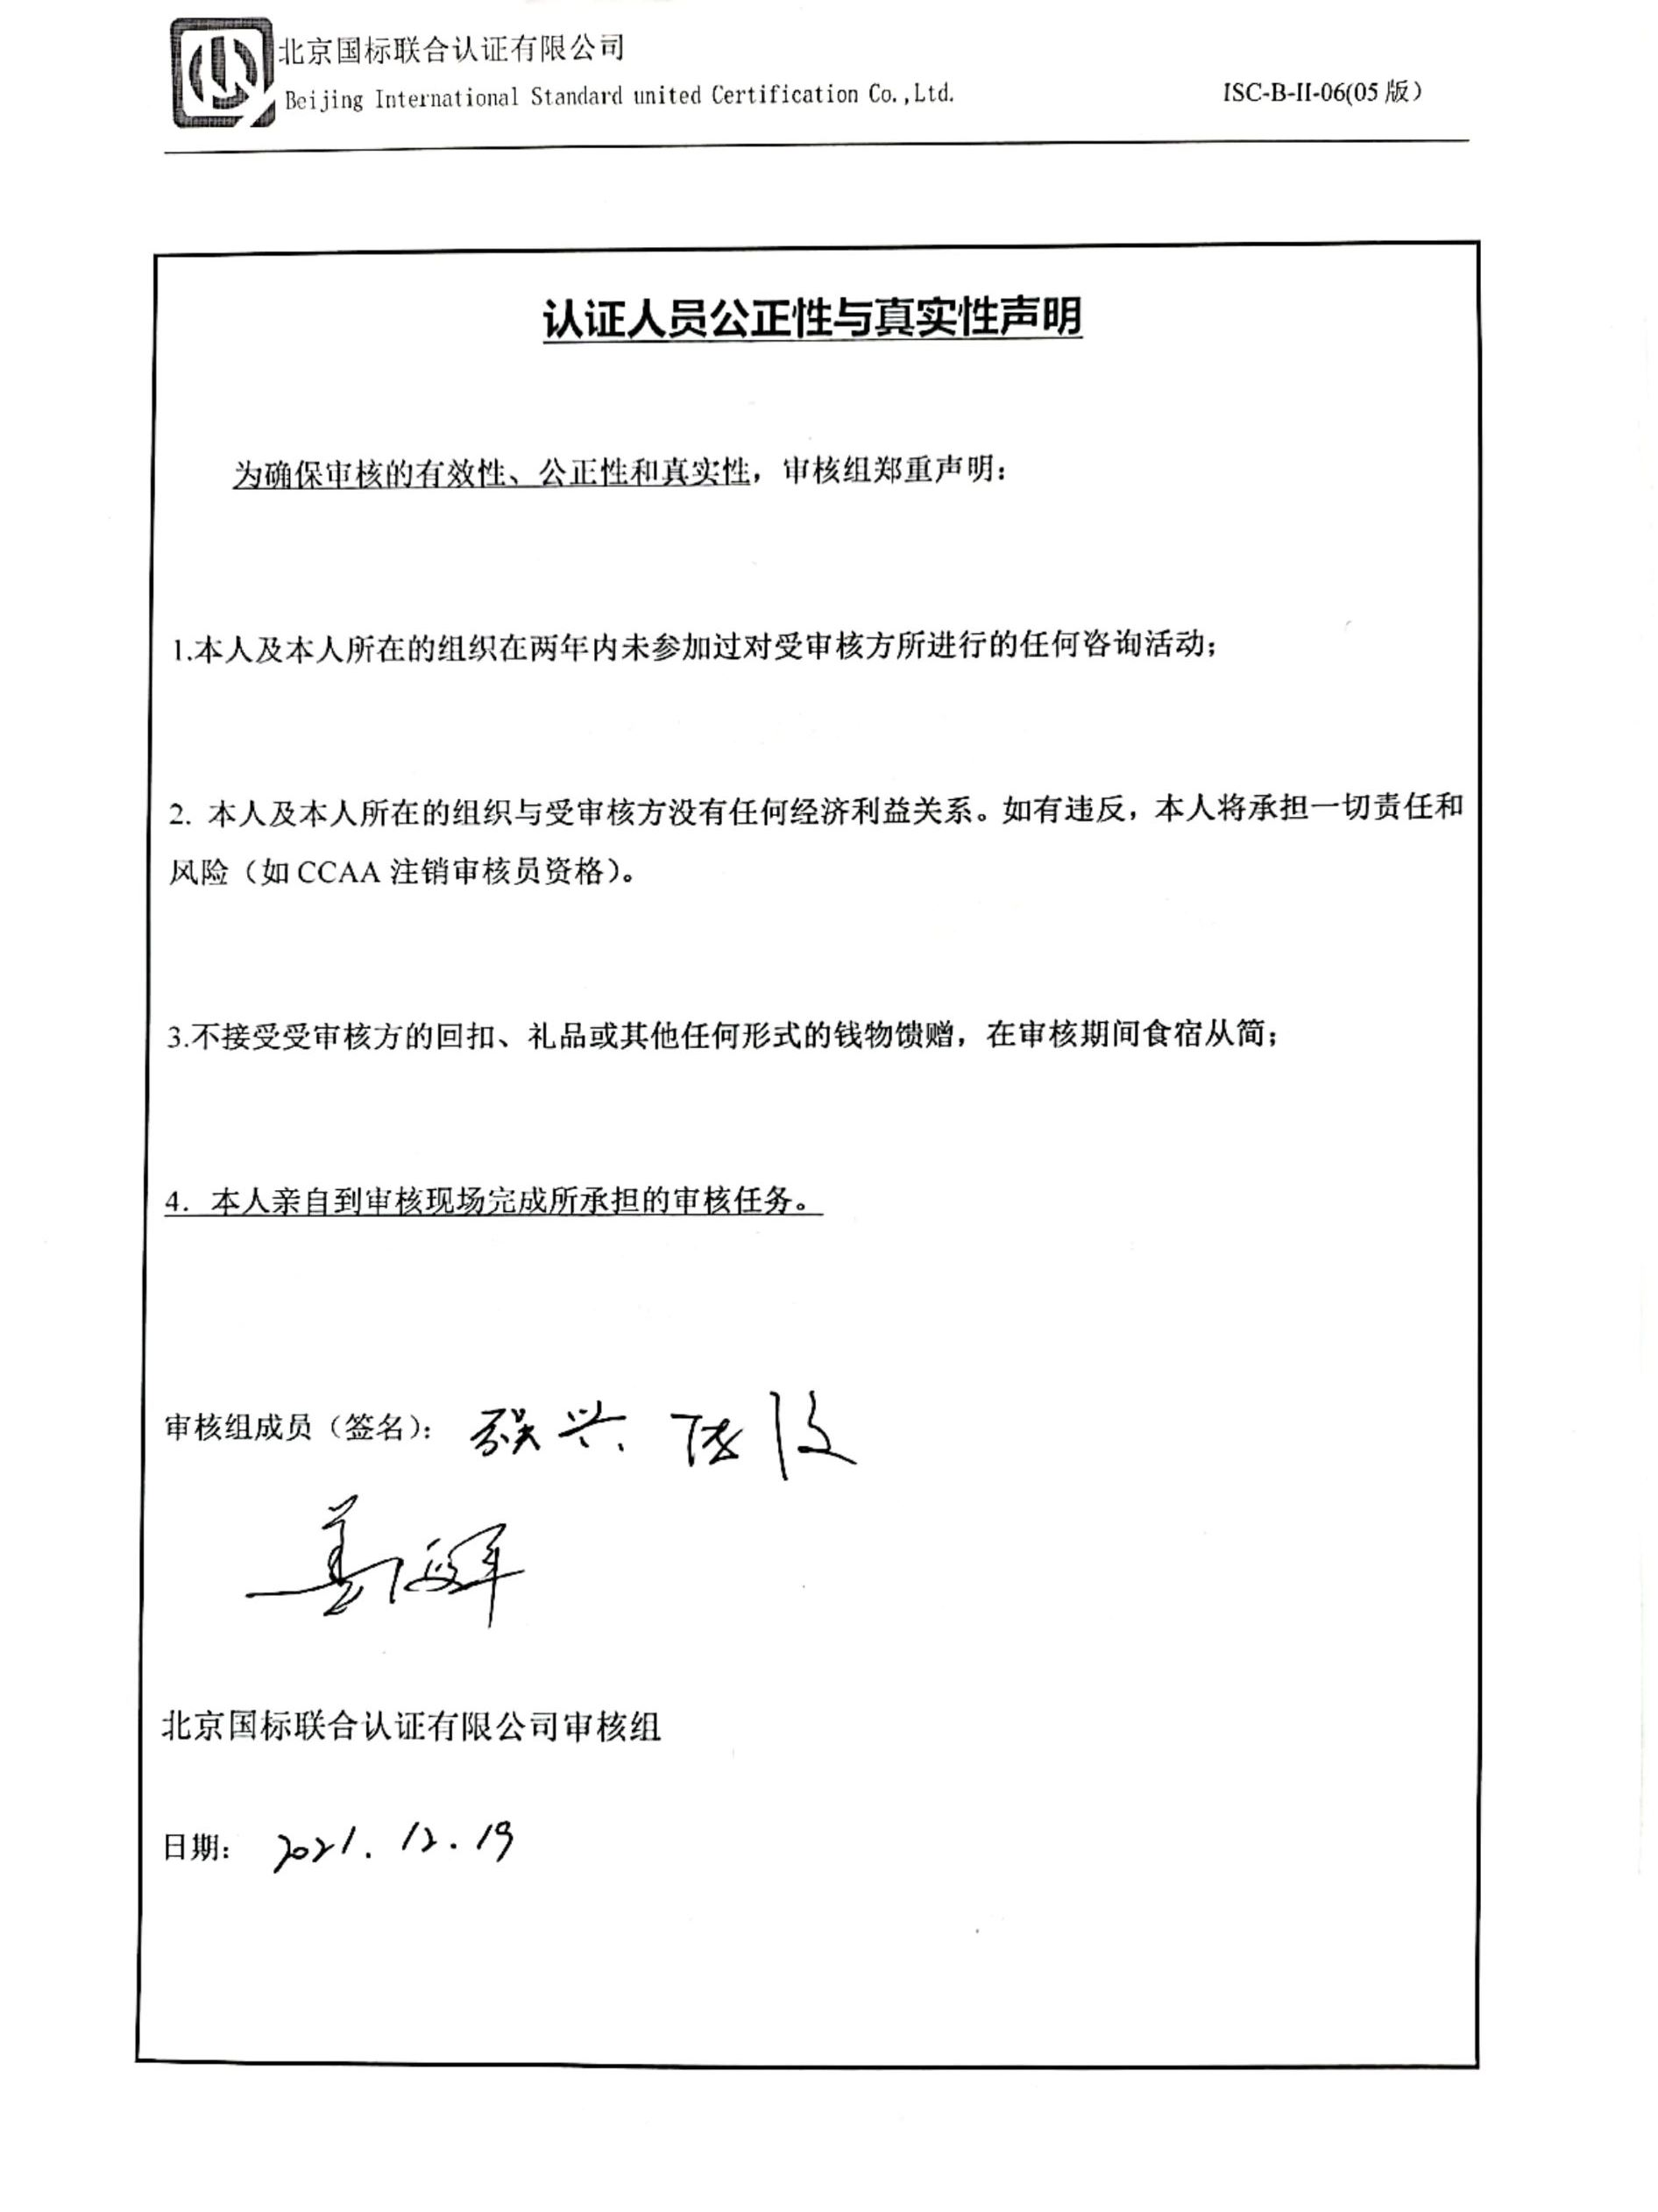 北京国标联合认证有限公司
Beijing International Standard united Certification Co.,Ltd.
ISC-B-II-06(05 版)
认证人员公正性与真实性声明
为确保审核的有效性、公正性和真实性，审核组郑重声明：
1.本人及本人所在的组织在两年内未参加过对受审核方所进行的任何咨询活动；
2. 本人及本人所在的组织与受审核方没有任何经济利益关系。如有违反，本人将承担一切责任和
风险（如 CCAA 注销审核员资格）。
3.不接受受审核方的回扣、礼品或其他任何形式的钱物馈赠，在审核期间食宿从简；
4. 本人亲自到审核现场完成所承担的审核任务。
审核组成员（签名）：
北京国标联合认证有限公司审核组
日期： 2021.12.19